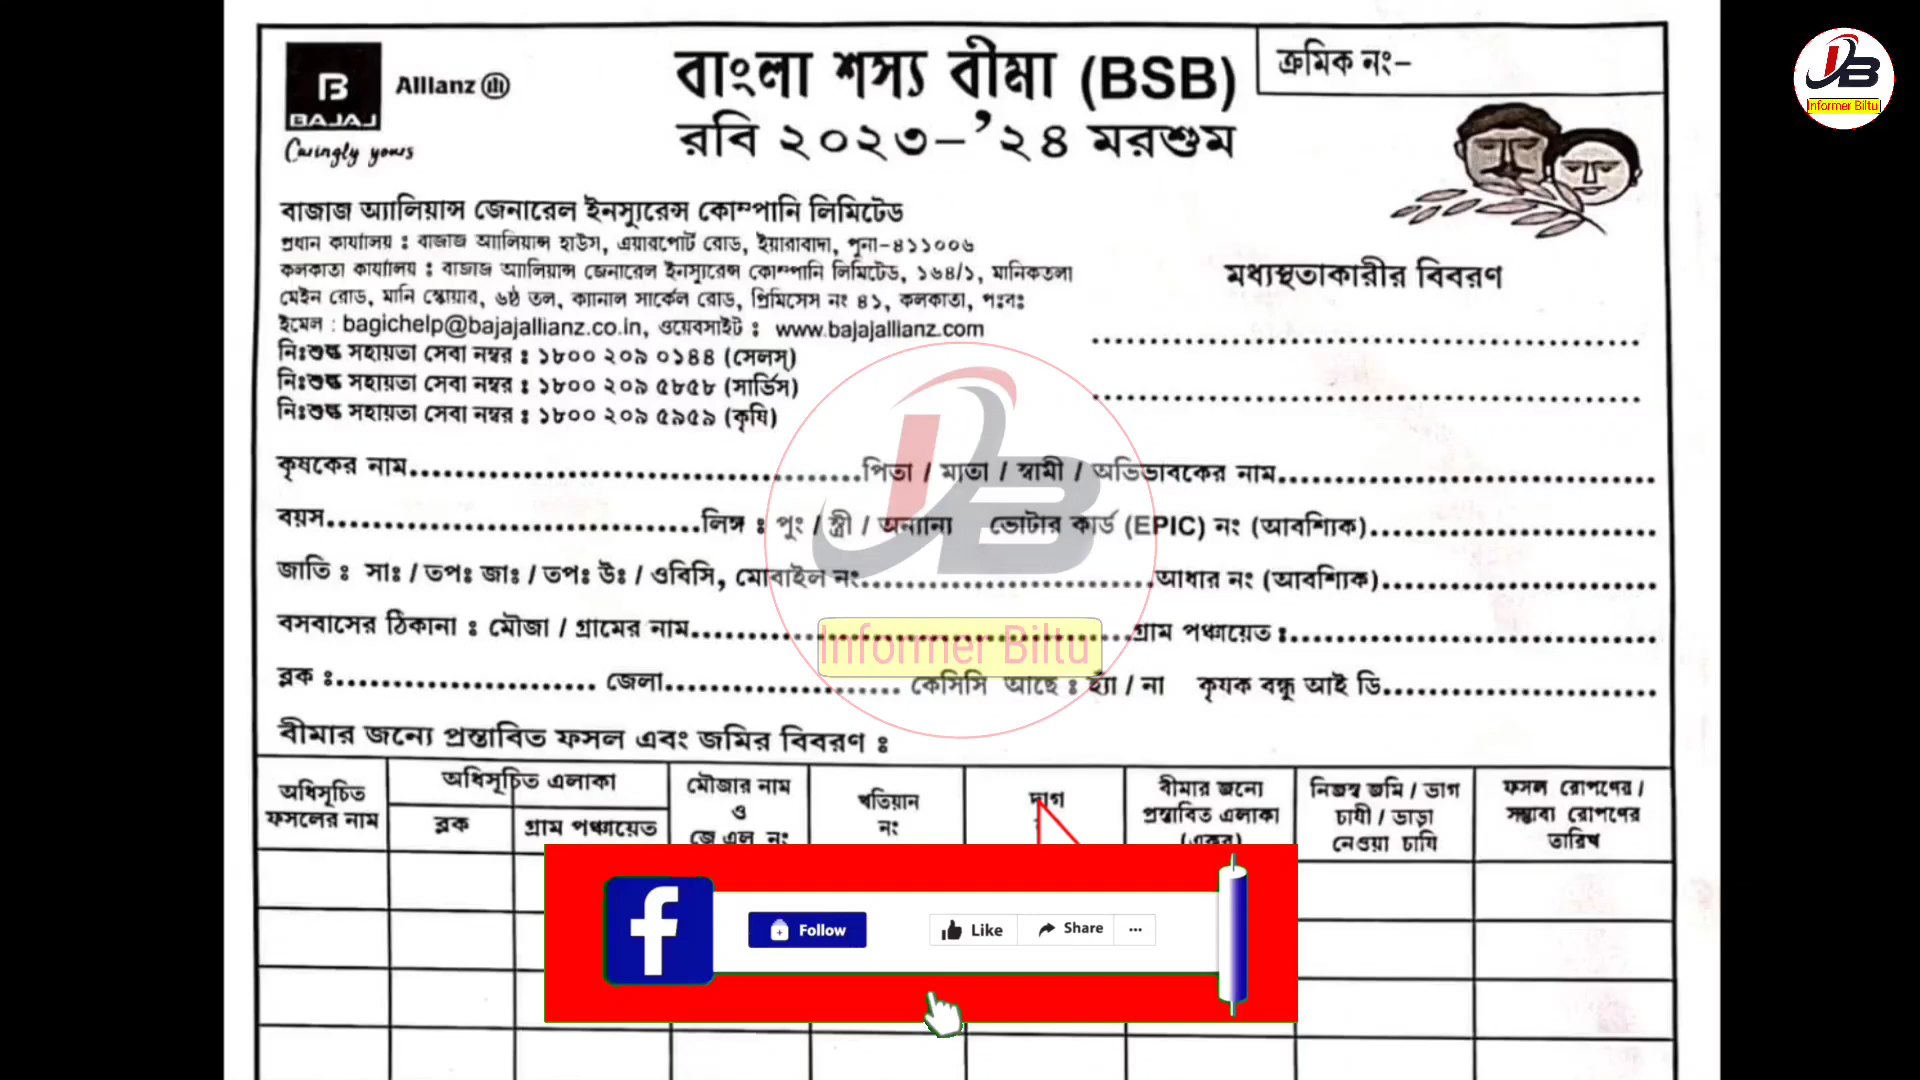 BAJAJ
Allianz
Caringly yours
বাংলা শস্য বীমা (BSB)
রবি ২০২৩–’২৪ মরশুম
ক্রমিক নং–
Informer Biltu
বাজাজ অ্যালিয়ান্স জেনারেল ইনস্যুরেন্স কোম্পানি লিমিটেড
প্রধান কার্যালয় : বাজাজ অ্যালিয়ান্স হাউস, এয়ারপোর্ট রোড, ইয়ারাবাদা, পুনা-৪১১০০৬
কলকাতা কার্যালয় : বাজাজ অ্যালিয়ান্স জেনারেল ইনস্যুরেন্স কোম্পানি লিমিটেড, ১৬৪/১, মানিকতলা
মেইন রোড, মানি স্কোয়ার, ৬ষ্ঠ তল, ক্যানাল সার্কেল রোড, প্রিমিসেস নং ৪১, কলকাতা, পঃবঃ
ইমেল : bagichelp@bajajallianz.co.in, ওয়েবসাইট : www.bajajallianz.com
নিঃশুল্ক সহায়তা সেবা নম্বর : ১৮০০ ২০৯ ০১৪৪ (সেলস্)
নিঃশুল্ক সহায়তা সেবা নম্বর : ১৮০০ ২০৯ ৫৮৫৮ (সার্ভিস)
নিঃশুল্ক সহায়তা সেবা নম্বর : ১৮০০ ২০৯ ৫৯৫৯ (কৃষি)
মধ্যস্থতাকারীর বিবরণ
কৃষকের নাম..........পিতা / মাতা / স্বামী / অভিভাবকের নাম..........
বয়স..........লিঙ্গ : পুং / স্ত্রী / অন্যান্য ভোটার কার্ড (EPIC) নং (আবশ্যিক)..........
জাতি : সাঃ / তপঃ জাঃ / তপঃ উঃ / ওবিসি, মোবাইল নং..........আধার নং (আবশ্যিক)..........
বসবাসের ঠিকানা : মৌজা / গ্রামের নাম..........গ্রাম পঞ্চায়েত :..........
ব্লক :.......... জেলা.......... কেসিসি আছে : হ্যাঁ / না কৃষক বন্ধু আই ডি..........
Informer Biltu
বীমার জন্যে প্রস্তাবিত ফসল এবং জমির বিবরণ :
অধিসূচিত ফসলের নাম
অধিসূচিত এলাকা
ব্লক
গ্রাম পঞ্চায়েত
মৌজার নাম
ও
জে এল নং
খতিয়ান
নং
দাগ
বীমার জন্যে
প্রস্তাবিত এলাকা
(একর)
নিজস্ব জমি / ভাগ
চাষী / ভাড়া
নেওয়া চাষি
ফসল রোপণের /
সম্ভাব্য রোপণের
তারিখ
Follow
Like
Share